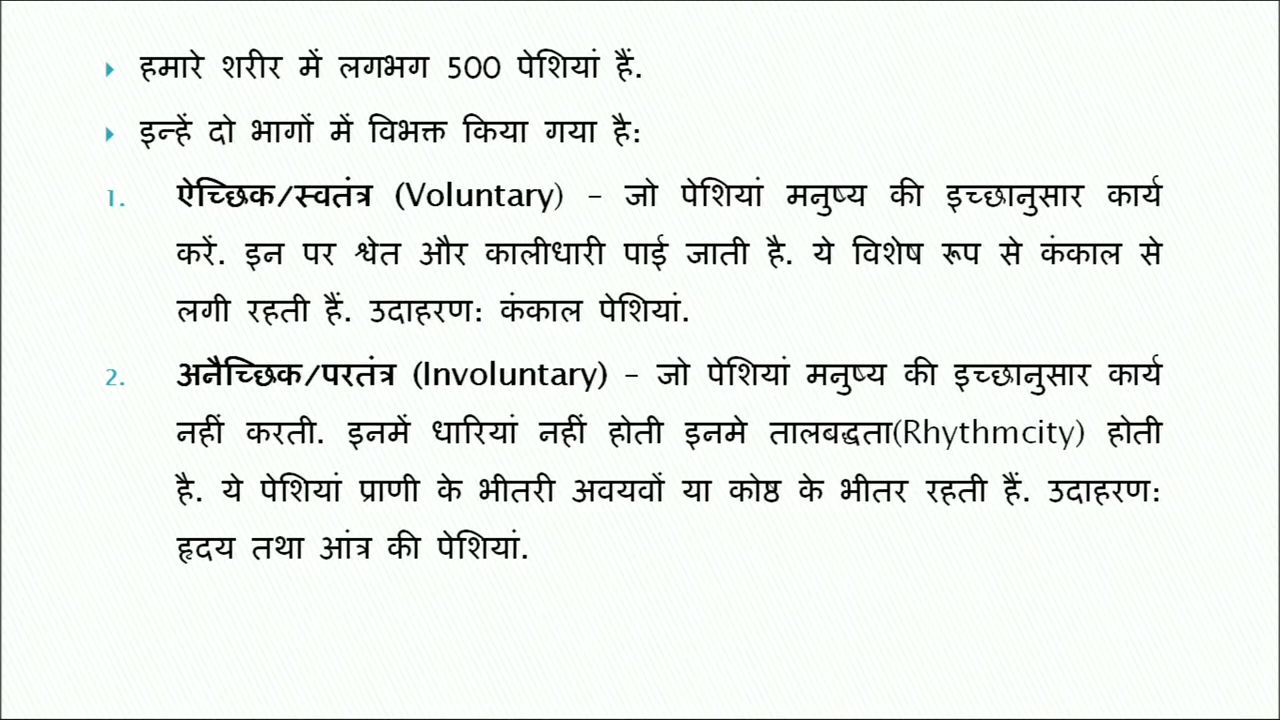 हमारे शरीर में लगभग 500 पेशियां हैं.
इन्हें दो भागों में विभक्त किया गया है:
1. ऐच्छिक/स्वतंत्र (Voluntary) – जो पेशियां मनुष्य की इच्छानुसार कार्य
करें. इन पर श्वेत और कालीधारी पाई जाती है. ये विशेष रूप से कंकाल से
लगी रहती हैं. उदाहरण: कंकाल पेशियां.
2. अनैच्छिक/परतंत्र (Involuntary) – जो पेशियां मनुष्य की इच्छानुसार कार्य
नहीं करती. इनमें धारियां नहीं होती इनमे तालबद्धता(Rhythmcity) होती
है. ये पेशियां प्राणी के भीतरी अवयवों या कोष्ठ के भीतर रहती हैं. उदाहरण:
हृदय तथा आंत्र की पेशियां.